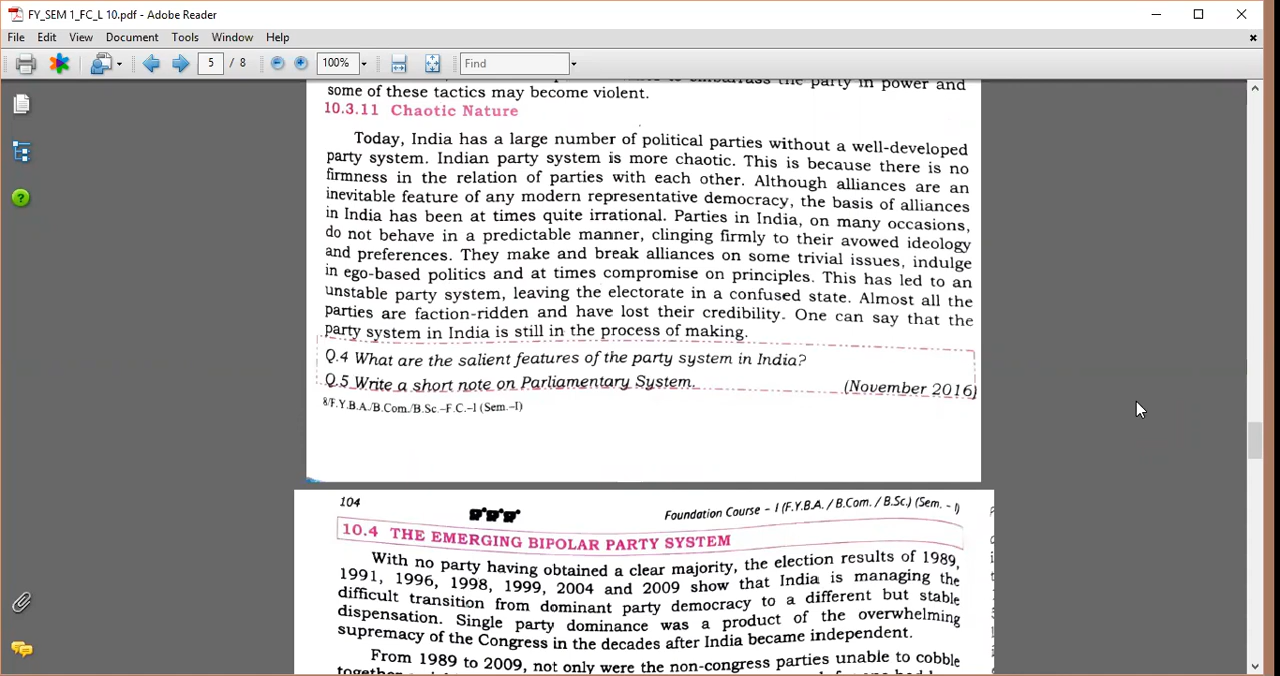 FY_SEM 1_FC_L 10.pdf - Adobe Reader
File Edit View Document Tools Window Help
5 / 8 100% Find
embarrass the party in power and
some of these tactics may become violent.
10.3.11 Chaotic Nature
Today, India has a large number of political parties without a well-developed
party system. Indian party system is more chaotic. This is because there is no
firmness in the relation of parties with each other. Although alliances are an
inevitable feature of any modern representative democracy, the basis of alliances
in India has been at times quite irrational. Parties in India, on many occasions,
do not behave in a predictable manner, clinging firmly to their avowed ideology
and preferences. They make and break alliances on some trivial issues, indulge
in ego-based politics and at times compromise on principles. This has led to an
unstable party system, leaving the electorate in a confused state. Almost all the
parties are faction-ridden and have lost their credibility. One can say that the
party system in India is still in the process of making.
Q.4 What are the salient features of the party system in India?
Q.5 Write a short note on Parliamentary System. (November 2016)
8/F.Y.B.A./B.Com./B.Sc.–F.C.–I (Sem.–I)
104 Foundation Course – I (F.Y.B.A. / B.Com. / B.Sc.) (Sem. - I)
10.4 THE EMERGING BIPOLAR PARTY SYSTEM
With no party having obtained a clear majority, the election results of 1989,
1991, 1996, 1998, 1999, 2004 and 2009 show that India is managing the
difficult transition from dominant party democracy to a different but stable
dispensation. Single party dominance was a product of the overwhelming
supremacy of the Congress in the decades after India became independent.
From 1989 to 2009, not only were the non-congress parties unable to cobble